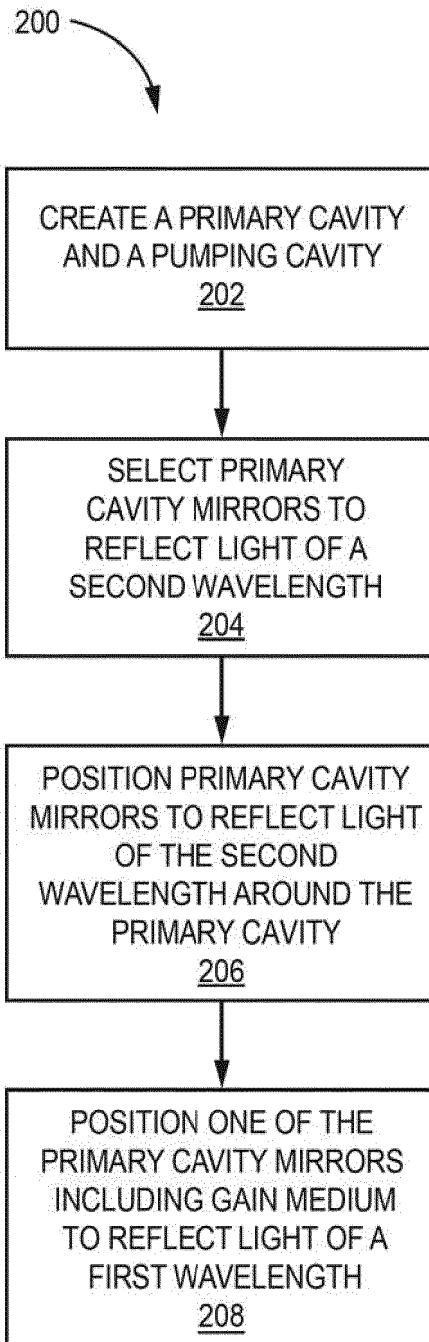 200
CREATE A PRIMARY CAVITY
AND A PUMPING CAVITY
202
SELECT PRIMARY
CAVITY MIRRORS TO
REFLECT LIGHT OF A
SECOND WAVELENGTH
204
POSITION PRIMARY CAVITY
MIRRORS TO REFLECT LIGHT
OF THE SECOND
WAVELENGTH AROUND THE
PRIMARY CAVITY
206
POSITION ONE OF THE
PRIMARY CAVITY MIRRORS
INCLUDING GAIN MEDIUM
TO REFLECT LIGHT OF A
FIRST WAVELENGTH
208